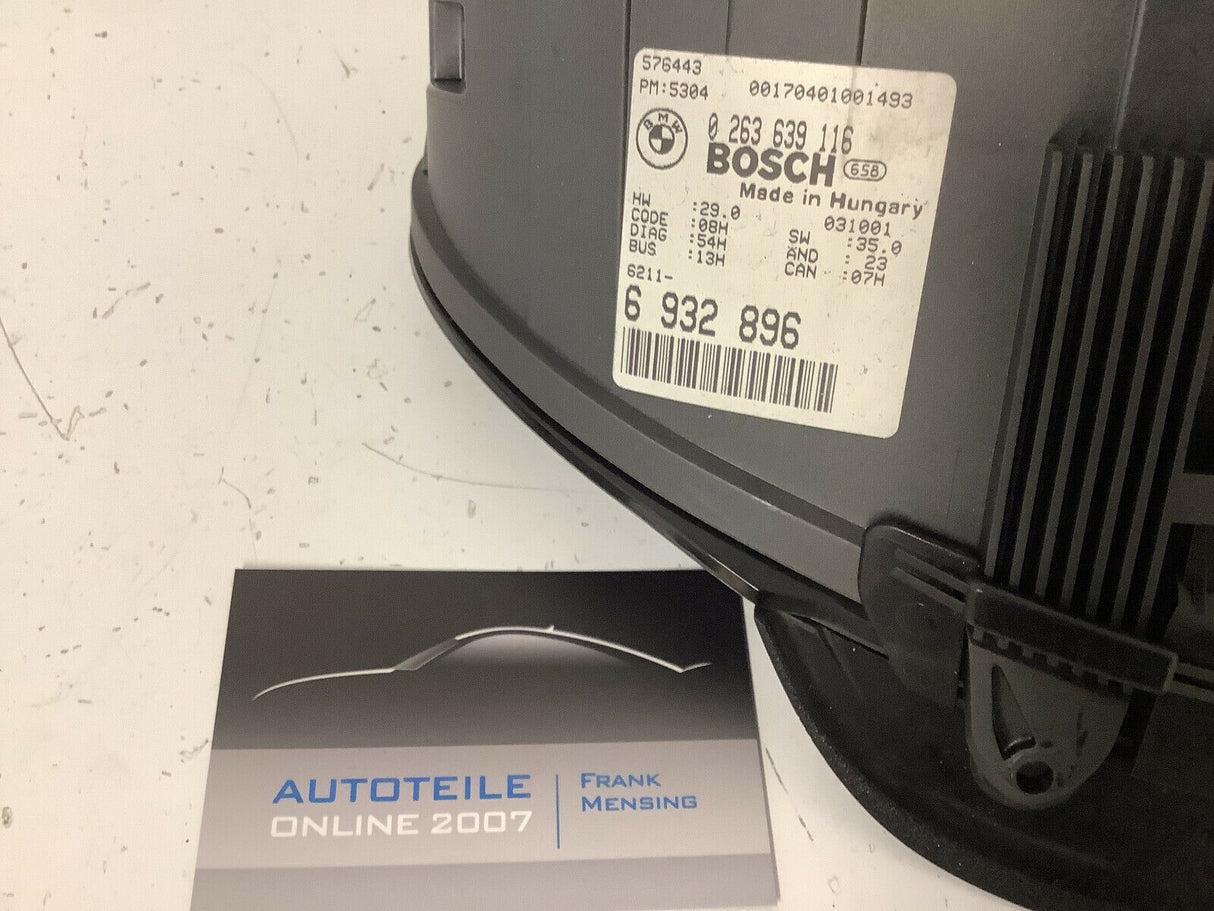 576443
PM:5304 00170401001493
BMW
0 263 639 116
BOSCH 658
Made in Hungary
031001
HW :29.0 SW :35.0
CODE :08H AND : 23
DIAG :54H CAN :07H
BUS :13H
6211-
6 932 896
AUTOTEILE
ONLINE 2007
FRANK
MENSING